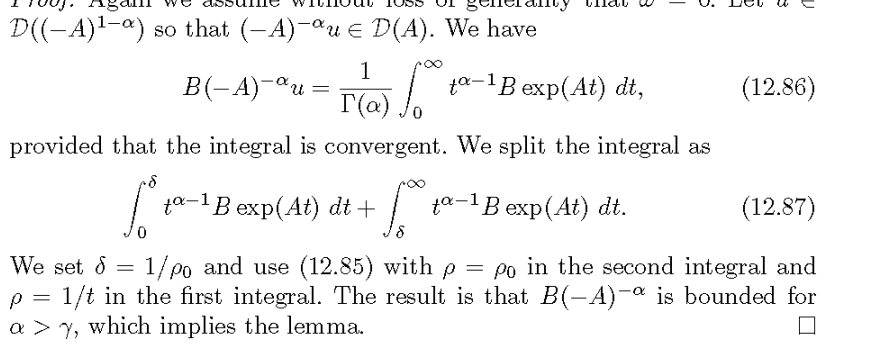 Proof. Again we assume without loss of generality that ω = 0. Let u ∈
𝒟((−A)^{1−α}) so that (−A)^{−α}u ∈ 𝒟(A). We have
B(−A)^{−α}u = \frac{1}{Γ(α)} ∫_0^∞ t^{α−1}B exp(At) dt, (12.86)
provided that the integral is convergent. We split the integral as
∫_0^δ t^{α−1}B exp(At) dt + ∫_δ^∞ t^{α−1}B exp(At) dt. (12.87)
We set δ = 1/ρ₀ and use (12.85) with ρ = ρ₀ in the second integral and
ρ = 1/t in the first integral. The result is that B(−A)^{−α} is bounded for
α > γ, which implies the lemma. □